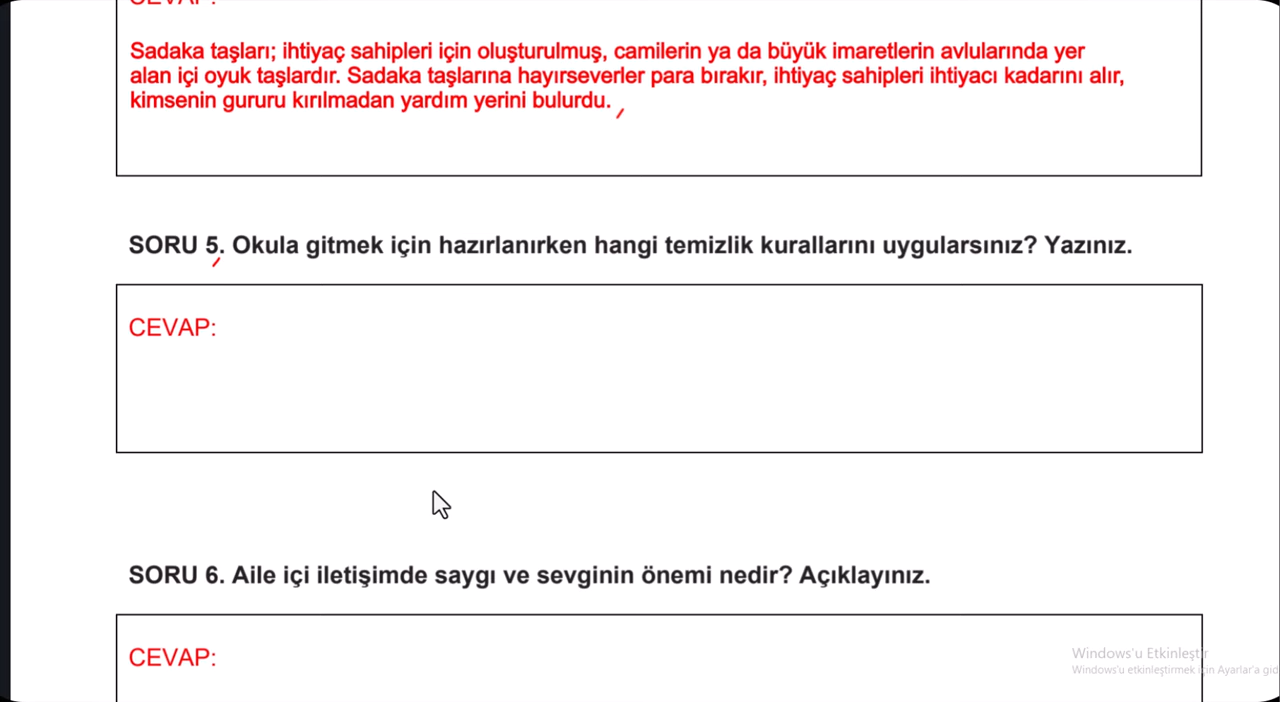 CEVAP:
Sadaka taşları; ihtiyaç sahipleri için oluşturulmuş, camilerin ya da büyük imaretlerin avlularında yer
alan içi oyuk taşlardır. Sadaka taşlarına hayırseverler para bırakır, ihtiyaç sahipleri ihtiyacı kadarını alır,
kimsenin gururu kırılmadan yardım yerini bulurdu.
SORU 5. Okula gitmek için hazırlanırken hangi temizlik kurallarını uygularsınız? Yazınız.
CEVAP:
SORU 6. Aile içi iletişimde saygı ve sevginin önemi nedir? Açıklayınız.
CEVAP:
Windows'u Etkinleştir
Windows'u etkinleştirmek için Ayarlar'a gid